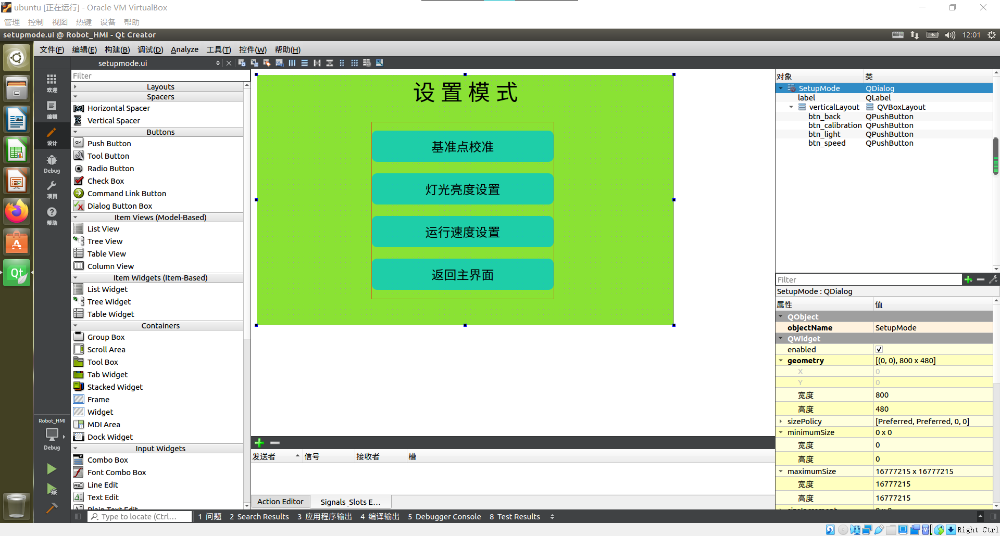 ubuntu [正在运行] - Oracle VM VirtualBox
管理 控制 视图 热键 设备 帮助
setupmode.ui @ Robot_HMI - Qt Creator
12:01
文件(F) 编辑(E) 构建(B) 调试(D) Analyze 工具(T) 控件(W) 帮助(H)
setupmode.ui
欢迎
编辑
设计
Debug
项目
帮助
Robot_HMI
Debug
Qt
Filter
Layouts
Spacers
Horizontal Spacer
Vertical Spacer
Buttons
OK
Push Button
Tool Button
Radio Button
Check Box
Command Link Button
Dialog Button Box
Item Views (Model-Based)
List View
Tree View
Table View
Column View
Item Widgets (Item-Based)
List Widget
Tree Widget
Table Widget
Containers
Group Box
Scroll Area
Tool Box
Tab Widget
Stacked Widget
Frame
Widget
MDI Area
Dock Widget
Input Widgets
Combo Box
Font Combo Box
Line Edit
Text Edit
Plain Text Edit
设 置 模 式
基准点校准
灯光亮度设置
运行速度设置
返回主界面
发送者 信号 接收者 槽
Action Editor Signals_Slots E...
对象 类
SetupMode QDialog
label QLabel
verticalLayout QVBoxLayout
btn_back QPushButton
btn_calibration QPushButton
btn_light QPushButton
btn_speed QPushButton
Filter
SetupMode : QDialog
属性 值
QObject
objectName SetupMode
QWidget
enabled
geometry [(0, 0), 800 x 480]
X 0
Y 0
宽度 800
高度 480
sizePolicy [Preferred, Preferred, 0, 0]
minimumSize 0 x 0
宽度 0
高度 0
maximumSize 16777215 x 16777215
宽度 16777215
高度 16777215
sizeIncrement 0 x 0
Type to locate (Ctrl... 1 问题 2 Search Results 3 应用程序输出 4 编译输出 5 Debugger Console 8 Test Results
Right Ctrl